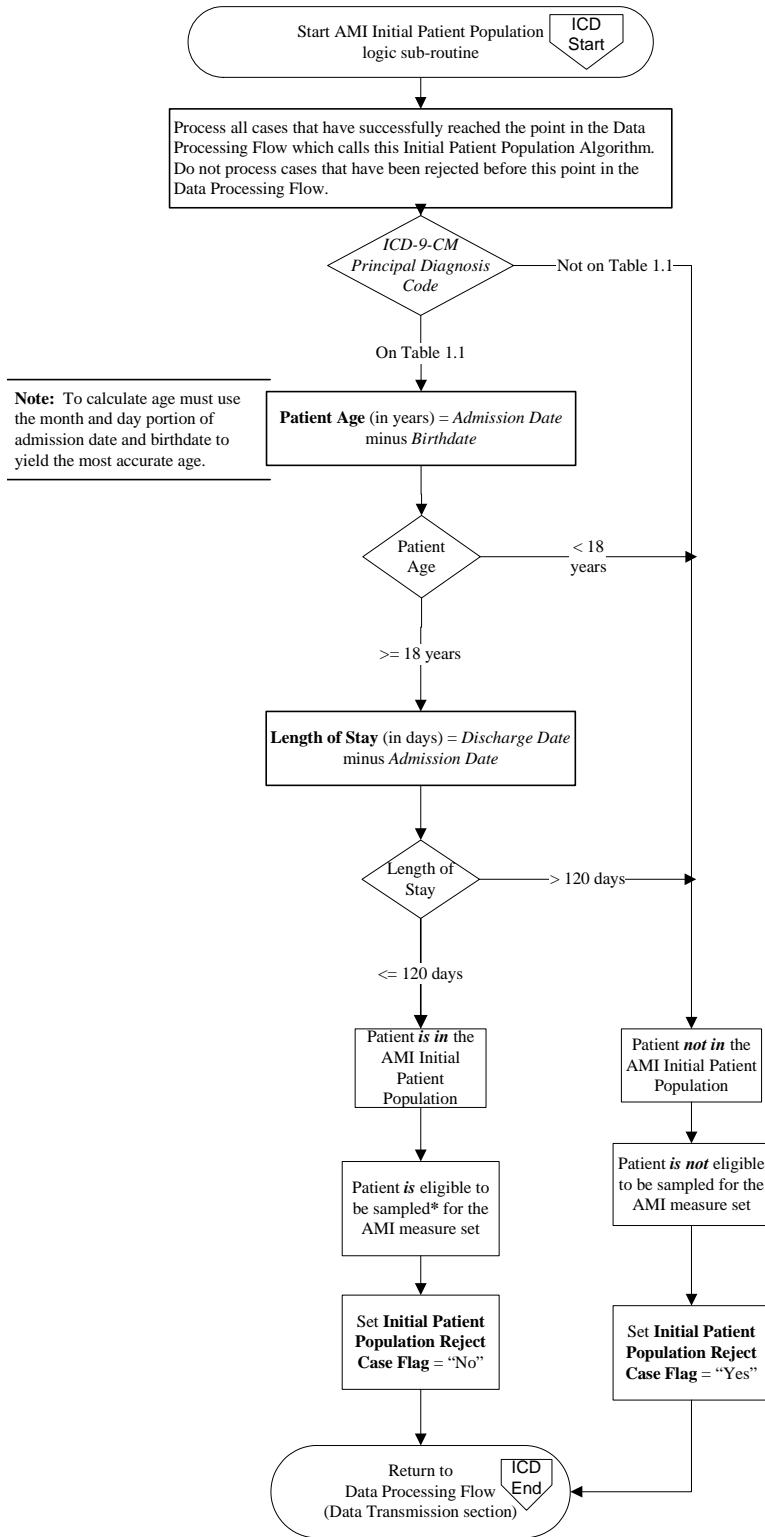 Start AMI Initial Patient Population
logic sub-routine
ICD
Start
Process all cases that have successfully reached the point in the Data
Processing Flow which calls this Initial Patient Population Algorithm.
Do not process cases that have been rejected before this point in the
Data Processing Flow.
ICD-9-CM
Principal Diagnosis
Code
Not on Table 1.1
On Table 1.1
Note: To calculate age must use
the month and day portion of
admission date and birthdate to
yield the most accurate age.
Patient Age (in years) = Admission Date
minus Birthdate
Patient
Age
< 18
years
>= 18 years
Length of Stay (in days) = Discharge Date
minus Admission Date
Length of
Stay
> 120 days
<= 120 days
Patient is in the
AMI Initial
Patient
Population
Patient not in the
AMI Initial Patient
Population
Patient is eligible to
be sampled* for the
AMI measure set
Patient is not eligible
to be sampled for the
AMI measure set
Set Initial Patient
Population Reject
Case Flag = “No”
Set Initial Patient
Population Reject
Case Flag = “Yes”
Return to
Data Processing Flow
(Data Transmission section)
ICD
End